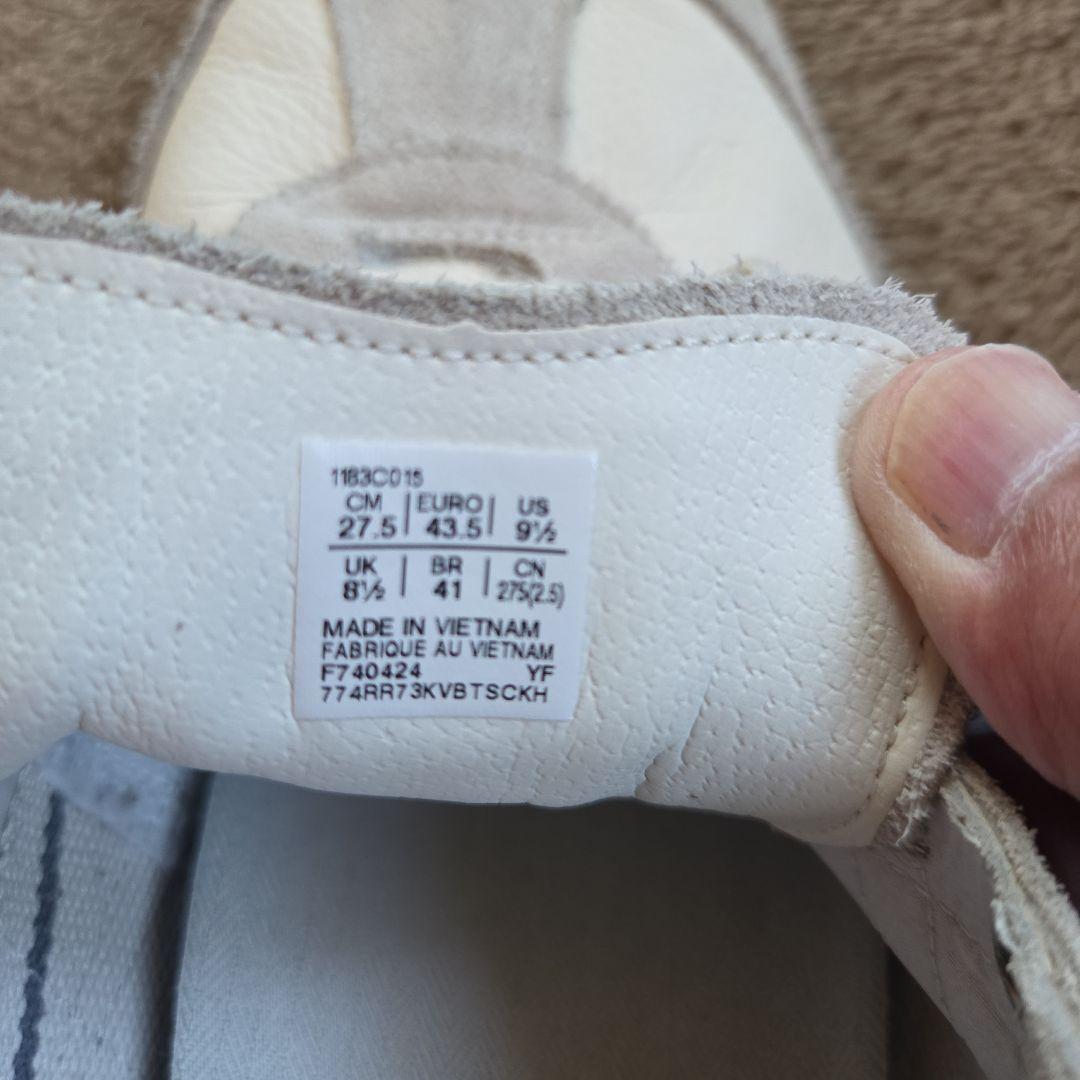 1183C015
CM | EURO | US
27.5 | 43.5 | 9½
UK | BR | CN
8½ | 41 | 275(2.5)
MADE IN VIETNAM
FABRIQUE AU VIETNAM
F740424 YF
774RR73KVBTSCKH